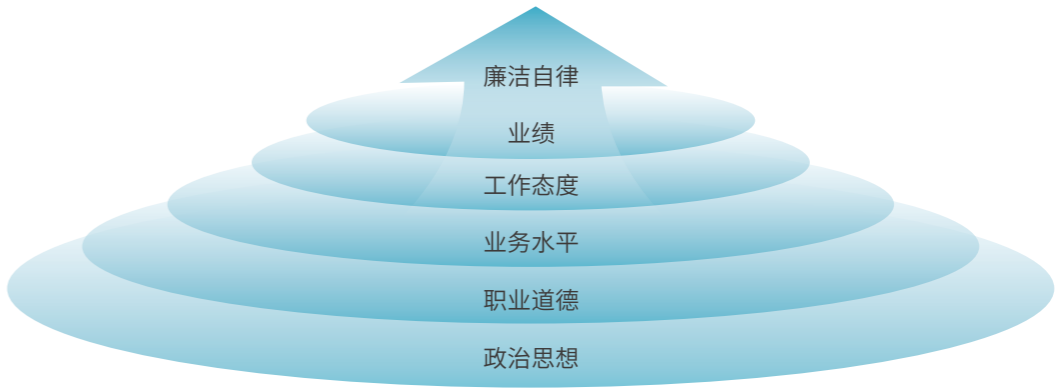 廉洁自律
业绩
工作态度
业务水平
职业道德
政治思想